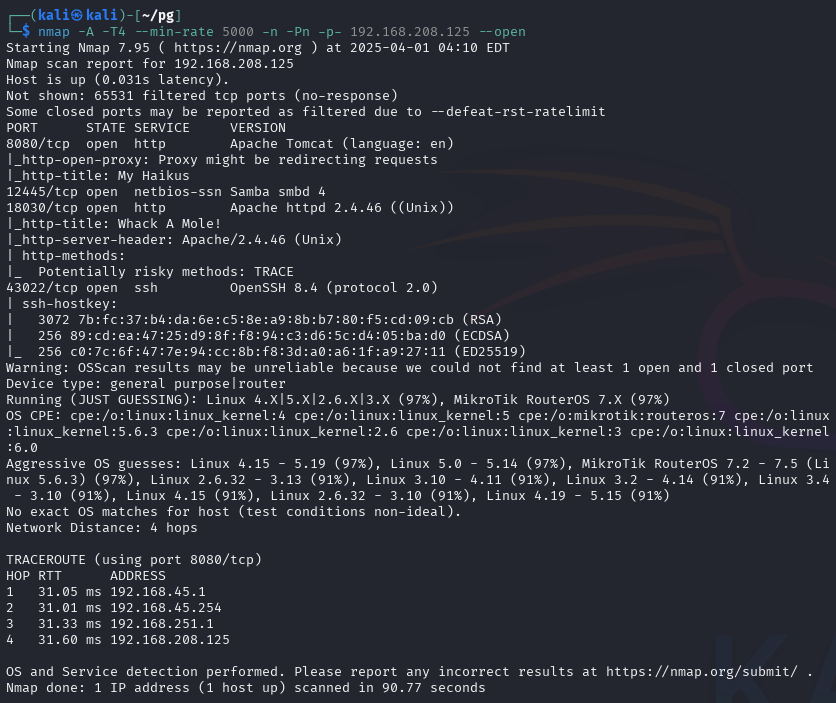 ┌──(kali㉿kali)-[~/pg]
└─$ nmap -A -T4 --min-rate 5000 -n -Pn -p- 192.168.208.125 --open
Starting Nmap 7.95 ( https://nmap.org ) at 2025-04-01 04:10 EDT
Nmap scan report for 192.168.208.125
Host is up (0.031s latency).
Not shown: 65531 filtered tcp ports (no-response)
Some closed ports may be reported as filtered due to --defeat-rst-ratelimit
PORT      STATE SERVICE     VERSION
8080/tcp  open  http        Apache Tomcat (language: en)
|_http-open-proxy: Proxy might be redirecting requests
|_http-title: My Haikus
12445/tcp open  netbios-ssn Samba smbd 4
18030/tcp open  http        Apache httpd 2.4.46 ((Unix))
|_http-title: Whack A Mole!
|_http-server-header: Apache/2.4.46 (Unix)
| http-methods:
|_  Potentially risky methods: TRACE
43022/tcp open  ssh         OpenSSH 8.4 (protocol 2.0)
| ssh-hostkey:
|   3072 7b:fc:37:b4:da:6e:c5:8e:a9:8b:b7:80:f5:cd:09:cb (RSA)
|   256 89:cd:ea:47:25:d9:8f:f8:94:c3:d6:5c:d4:05:ba:d0 (ECDSA)
|_  256 c0:7c:6f:47:7e:94:cc:8b:f8:3d:a0:a6:1f:a9:27:11 (ED25519)
Warning: OSScan results may be unreliable because we could not find at least 1 open and 1 closed port
Device type: general purpose|router
Running (JUST GUESSING): Linux 4.X|5.X|2.6.X|3.X (97%), MikroTik RouterOS 7.X (97%)
OS CPE: cpe:/o:linux:linux_kernel:4 cpe:/o:linux:linux_kernel:5 cpe:/o:mikrotik:routeros:7 cpe:/o:linux
:linux_kernel:5.6.3 cpe:/o:linux:linux_kernel:2.6 cpe:/o:linux:linux_kernel:3 cpe:/o:linux:linux_kernel
:6.0
Aggressive OS guesses: Linux 4.15 - 5.19 (97%), Linux 5.0 - 5.14 (97%), MikroTik RouterOS 7.2 - 7.5 (Li
nux 5.6.3) (97%), Linux 2.6.32 - 3.13 (91%), Linux 3.10 - 4.11 (91%), Linux 3.2 - 4.14 (91%), Linux 3.4
 - 3.10 (91%), Linux 4.15 (91%), Linux 2.6.32 - 3.10 (91%), Linux 4.19 - 5.15 (91%)
No exact OS matches for host (test conditions non-ideal).
Network Distance: 4 hops

TRACEROUTE (using port 8080/tcp)
HOP RTT      ADDRESS
1   31.05 ms 192.168.45.1
2   31.01 ms 192.168.45.254
3   31.33 ms 192.168.251.1
4   31.60 ms 192.168.208.125

OS and Service detection performed. Please report any incorrect results at https://nmap.org/submit/ .
Nmap done: 1 IP address (1 host up) scanned in 90.77 seconds